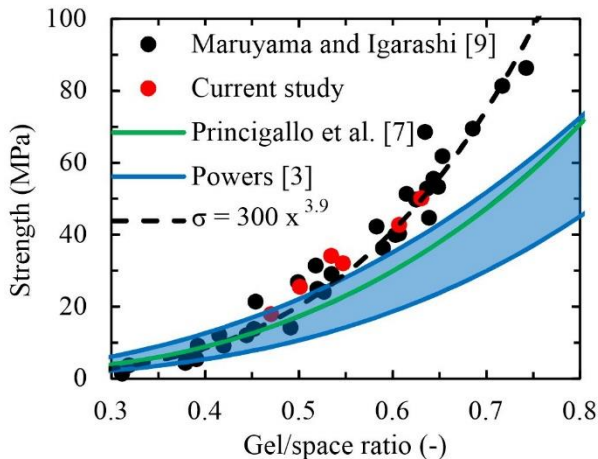 100
80
60
40
20
0
Strength (MPa)
Maruyama and Igarashi [9]
Current study
Princigallo et al. [7]
Powers [3]
σ = 300 x 3.9
0.3 0.4 0.5 0.6 0.7 0.8
Gel/space ratio (-)